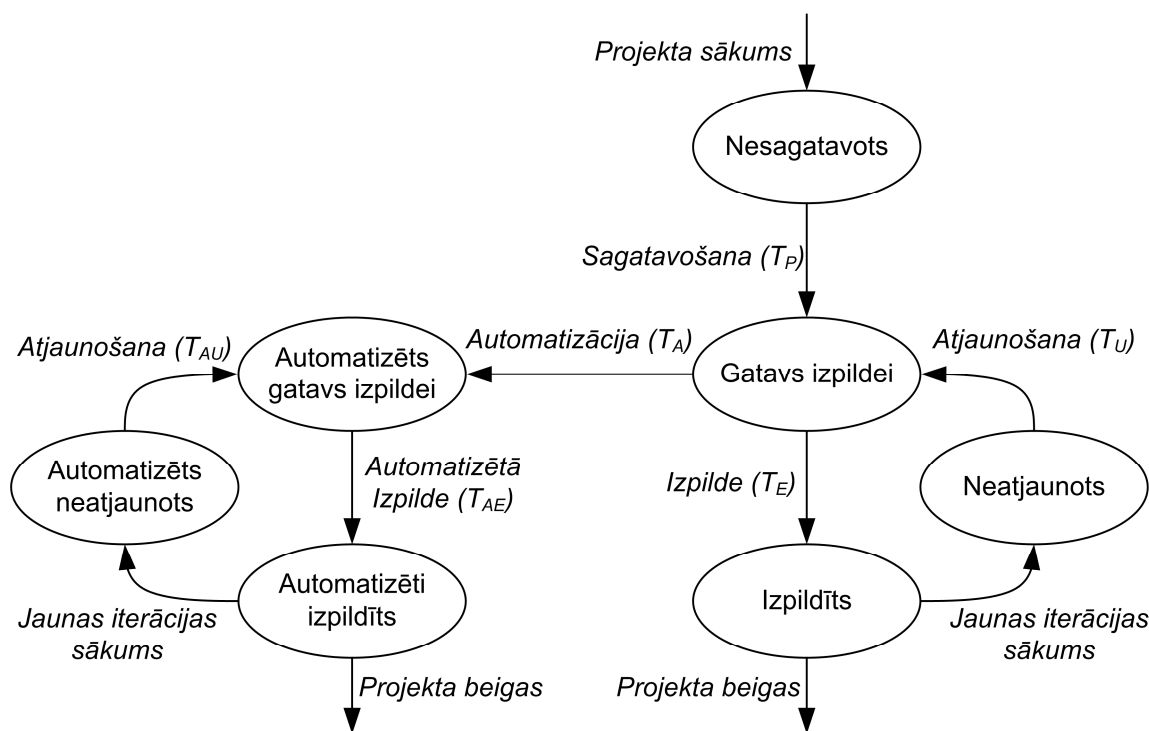 Projekta sākums
Nesagatavots
Sagatavošana (TP)
Atjaunošana (TAU)
Automatizēts
gatavs izpildei
Automatizācija (TA)
Gatavs izpildei
Atjaunošana (TU)
Automatizēts
neatjaunots
Automatizētā
Izpilde (TAE)
Izpilde (TE)
Neatjaunots
Automatizēti
izpildīts
Izpildīts
Jaunas iterācijas
sākums
Jaunas iterācijas
sākums
Projekta beigas
Projekta beigas